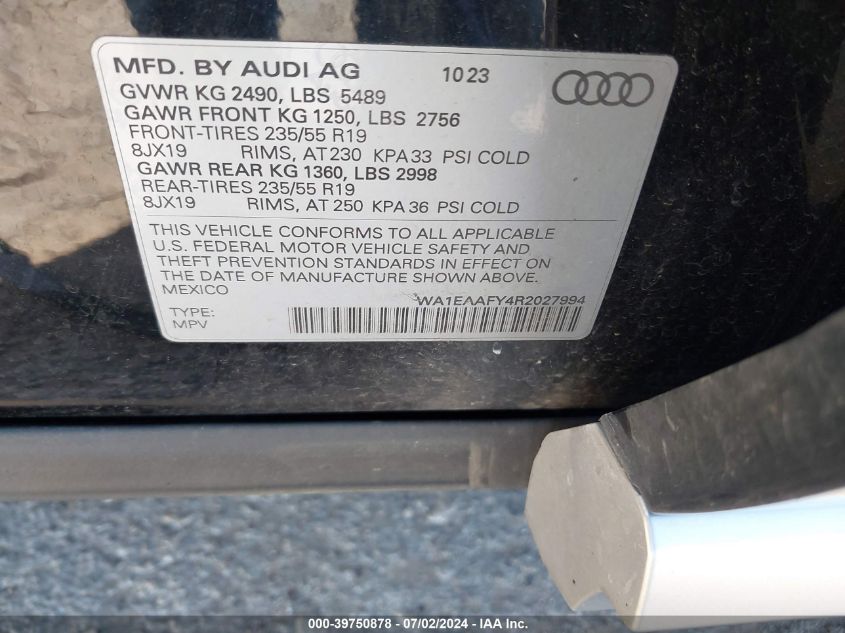 MFD. BY AUDI AG 1023
GVWR KG 2490, LBS 5489
GAWR FRONT KG 1250, LBS 2756
FRONT-TIRES 235/55 R19
8JX19 RIMS, AT 230 KPA 33 PSI COLD
GAWR REAR KG 1360, LBS 2998
REAR-TIRES 235/55 R19
8JX19 RIMS, AT 250 KPA 36 PSI COLD
THIS VEHICLE CONFORMS TO ALL APPLICABLE
U.S. FEDERAL MOTOR VEHICLE SAFETY AND
THEFT PREVENTION STANDARDS IN EFFECT ON
THE DATE OF MANUFACTURE SHOWN ABOVE.
MEXICO
WA1EAAFY4R2027994
TYPE:
MPV
000-39750878 - 07/02/2024 - IAA Inc.